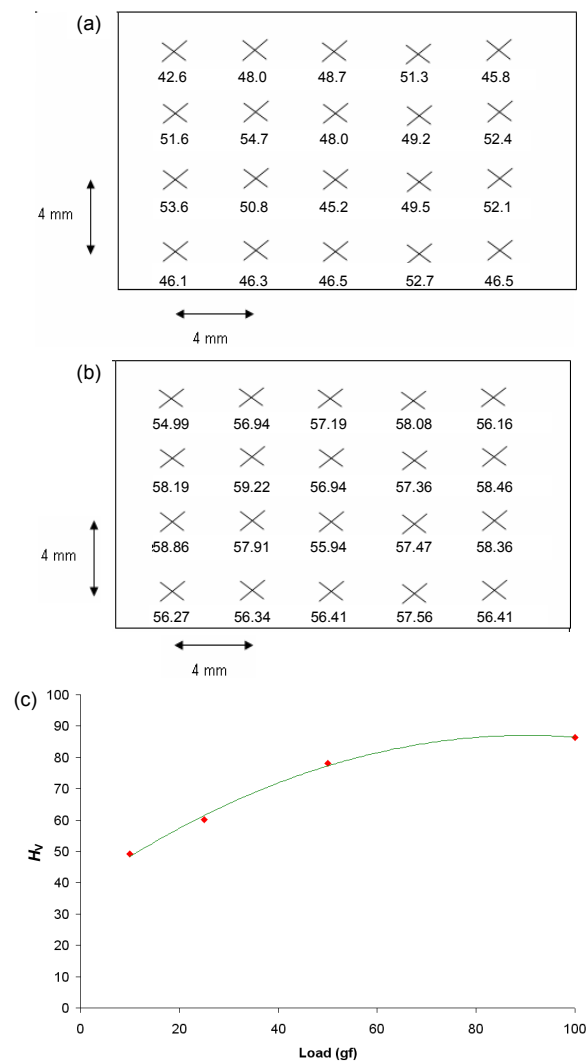 (a)
42.6 48.0 48.7 51.3 45.8
51.6 54.7 48.0 49.2 52.4
53.6 50.8 45.2 49.5 52.1
4 mm
46.1 46.3 46.5 52.7 46.5
4 mm
(b)
54.99 56.94 57.19 58.08 56.16
58.19 59.22 56.94 57.36 58.46
58.86 57.91 55.94 57.47 58.36
4 mm
56.27 56.34 56.41 57.56 56.41
4 mm
(c)
100
90
80
70
60
50
40
30
20
10
0
Hv
0 20 40 60 80 100
Load (gf)